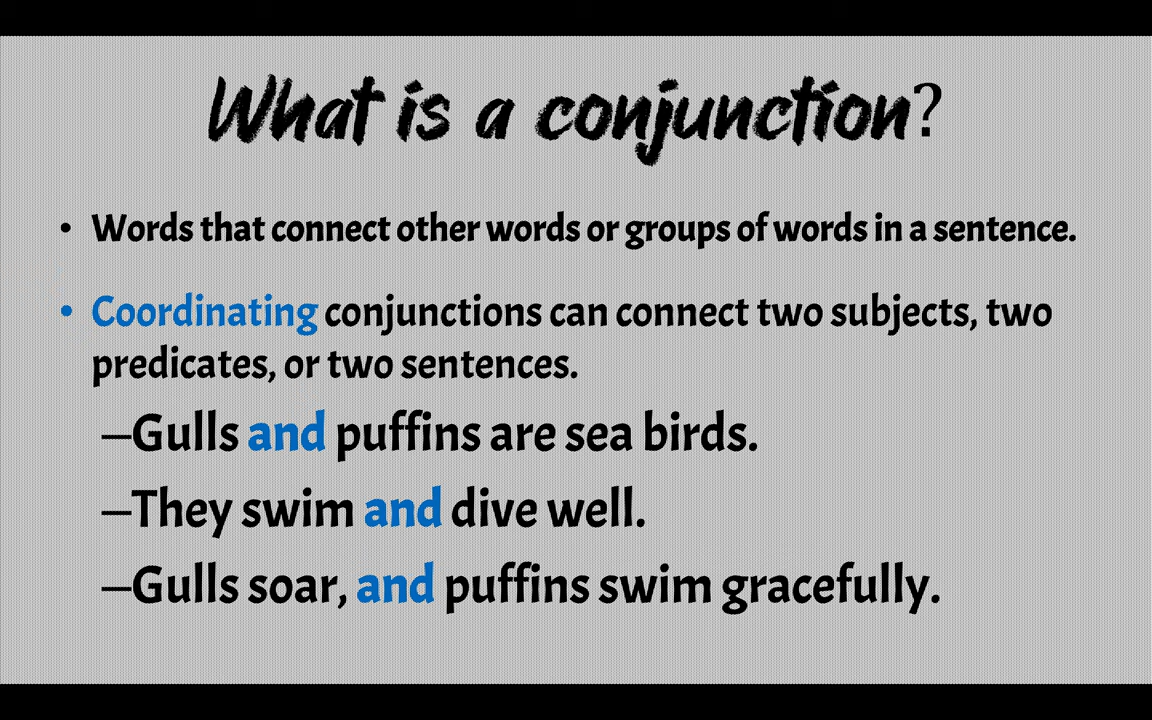 What is a conjunction?
• Words that connect other words or groups of words in a sentence.
• Coordinating conjunctions can connect two subjects, two
predicates, or two sentences.
–Gulls and puffins are sea birds.
–They swim and dive well.
–Gulls soar, and puffins swim gracefully.